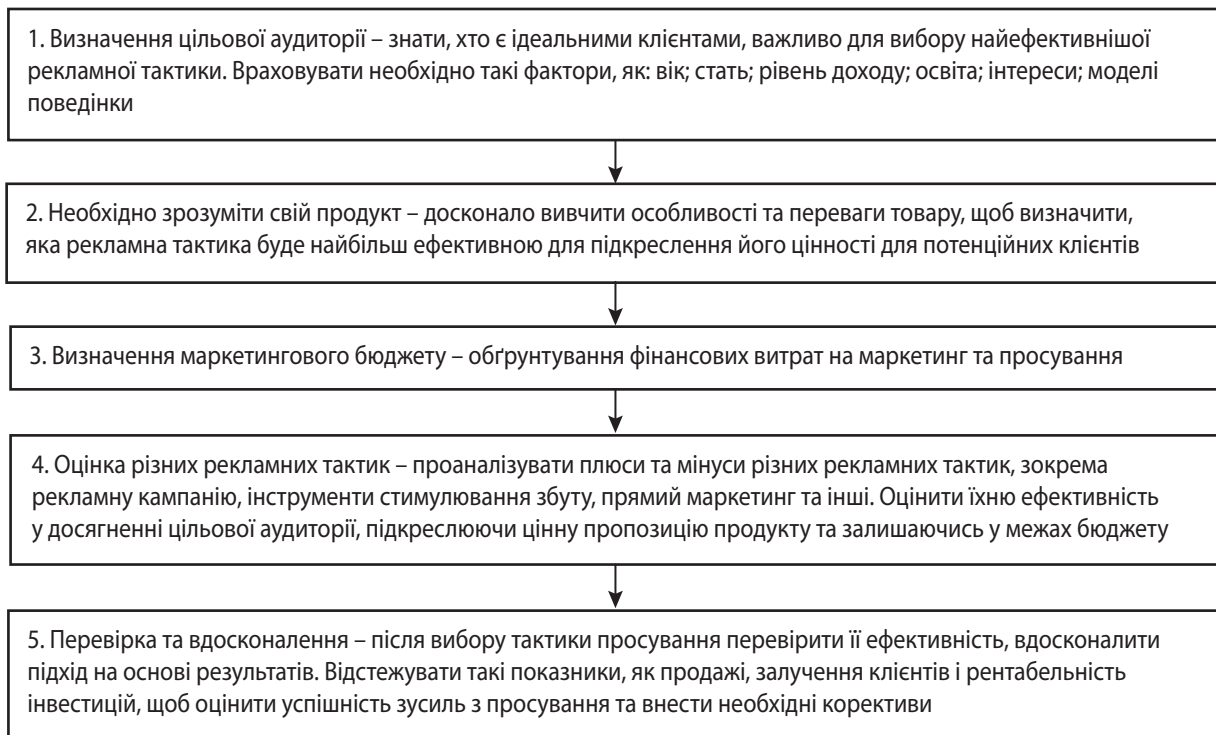 1. Визначення цільової аудиторії – знати, хто є ідеальними клієнтами, важливо для вибору найефективнішої
рекламної тактики. Враховувати необхідно такі фактори, як: вік; стать; рівень доходу; освіта; інтереси; моделі
поведінки
2. Необхідно зрозуміти свій продукт – досконало вивчити особливості та переваги товару, щоб визначити,
яка рекламна тактика буде найбільш ефективною для підкреслення його цінності для потенційних клієнтів
3. Визначення маркетингового бюджету – обґрунтування фінансових витрат на маркетинг та просування
4. Оцінка різних рекламних тактик – проаналізувати плюси та мінуси різних рекламних тактик, зокрема
рекламну кампанію, інструменти стимулювання збуту, прямий маркетинг та інші. Оцінити їхню ефективність
у досягненні цільової аудиторії, підкреслюючи цінну пропозицію продукту та залишаючись у межах бюджету
5. Перевірка та вдосконалення – після вибору тактики просування перевірити її ефективність, вдосконалити
підхід на основі результатів. Відстежувати такі показники, як продажі, залучення клієнтів і рентабельність
інвестицій, щоб оцінити успішність зусиль з просування та внести необхідні корективи